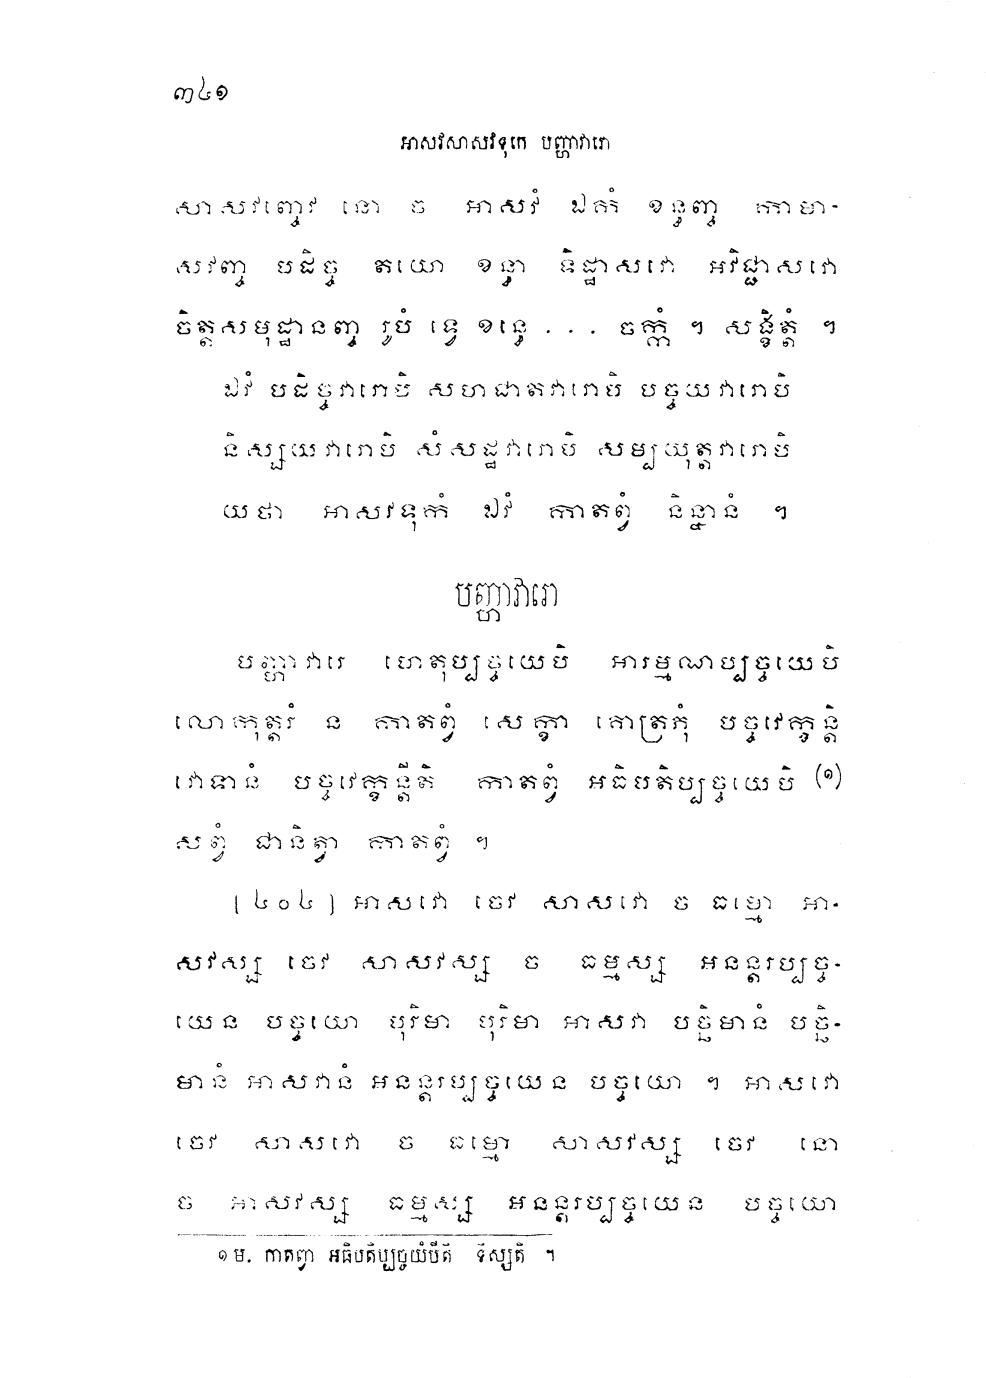 ៣៤១
អាសវសាសវទុកេ បញ្ហាវារោ
សាសវញ្ចេវ នោ ច អាសវំ ឯកំ ខន្ធញ្ច កាមា-
សវញ្ច បដិច្ច តយោ ខន្ធា ទិដ្ឋាសវោ អវិជ្ជាសវោ
ចិត្តសមុដ្ឋានញ្ច រូបំ ទ្វេ ខន្ធេ ... ចក្កំ ។ សង្ខិត្តំ ។
ឯវំ បដិច្ចវារោបិ សហជាតវារោបិ បច្ចយវារោបិ
និស្សយវារោបិ សំសដ្ឋវារោបិ សម្បយុត្តវារោបិ
យថា អាសវទុកំ ឯវំ កាតព្វំ និន្នានំ ។
បញ្ហាវារោ
បញ្ហាវារេ ហេតុប្បច្ចយេបិ អារម្មណប្បច្ចយេបិ
លោកុត្តរំ ន កាតព្វំ សេក្ខា គោត្រភុំ បច្ចវេក្ខន្តិ
វោទានំ បច្ចវេក្ខន្តីតិ កាតព្វំ អធិបតិប្បច្ចយេបិ (១)
សព្វំ ជានិត្វា កាតព្វំ ។
[៤០៤] អាសវោ ចេវ សាសវោ ច ធម្មោ អា-
សវស្ស ចេវ សាសវស្ស ច ធម្មស្ស អនន្តរប្បច្ច-
យេន បច្ចយោ បុរិមា បុរិមា អាសវា បច្ឆិមានំ បច្ឆិ-
មានំ អាសវានំ អនន្តរប្បច្ចយេន បច្ចយោ ។ អាសវោ
ចេវ សាសវោ ច ធម្មោ សាសវស្ស ចេវ នោ
ច អាសវស្ស ធម្មស្ស អនន្តរប្បច្ចយេន បច្ចយោ
១ ម. កាតព្វា អធិបតិប្បច្ចយំបីតិ ទិស្សតិ ។